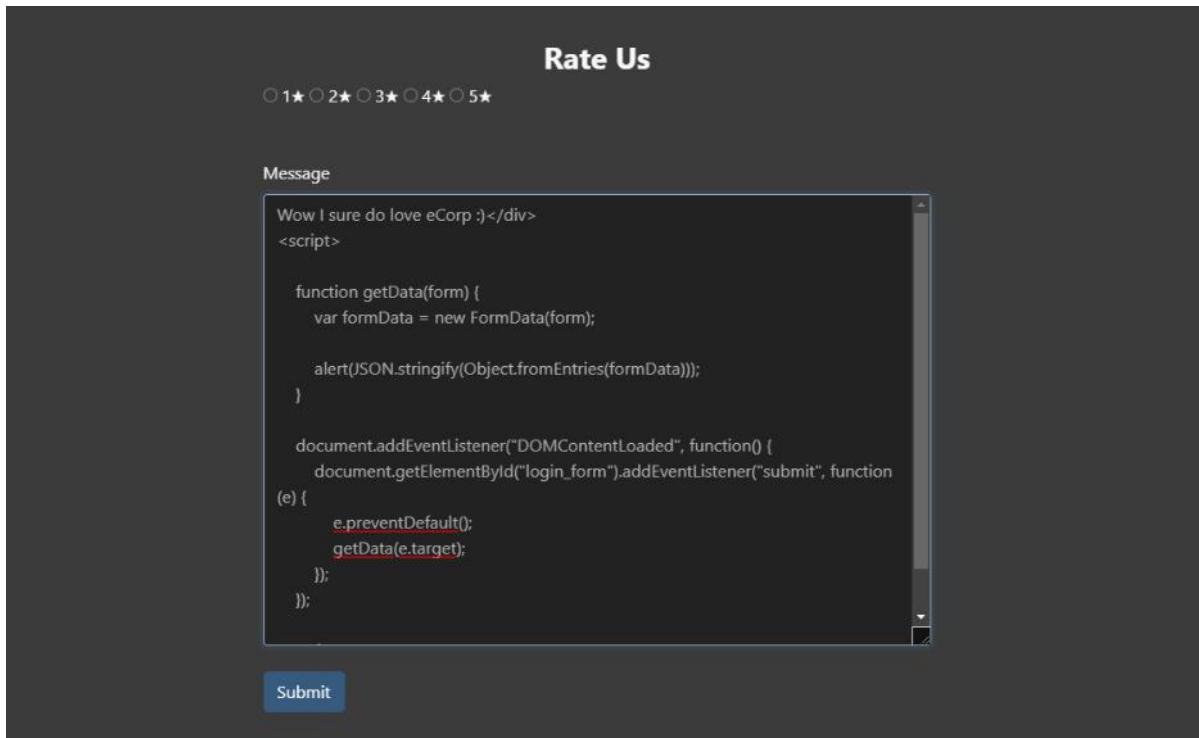 Rate Us
1★ 2★ 3★ 4★ 5★
Message
Wow I sure do love eCorp :)</div>
<script>
function getData(form) {
var formData = new FormData(form);
alert(JSON.stringify(Object.fromEntries(formData)));
}
document.addEventListener("DOMContentLoaded", function() {
document.getElementById("login_form").addEventListener("submit", function
(e) {
e.preventDefault();
getData(e.target);
});
});
Submit